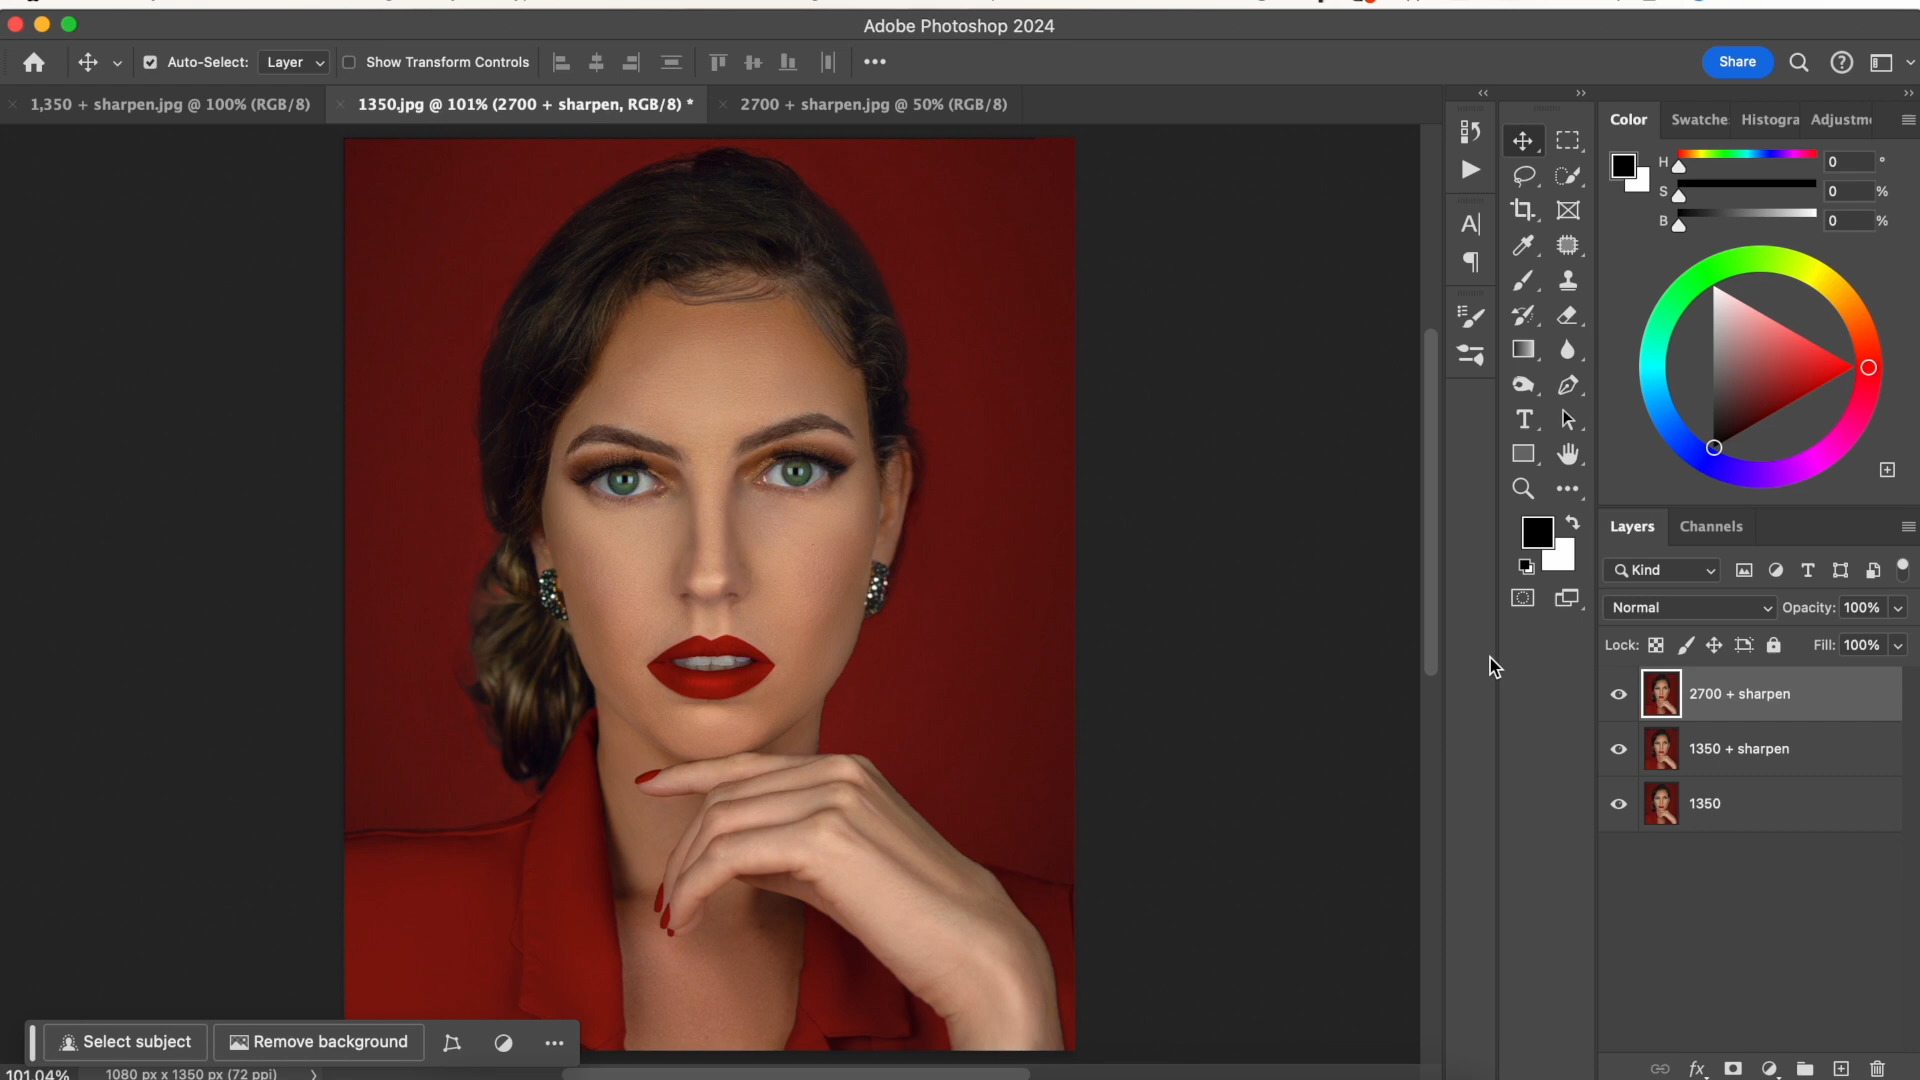 Adobe Photoshop 2024
Auto-Select: Layer Show Transform Controls Share
1,350 + sharpen.jpg @ 100% (RGB/8) 1350.jpg @ 101% (2700 + sharpen, RGB/8) * 2700 + sharpen.jpg @ 50% (RGB/8)
Color Swatche Histogra Adjustm
H 0 °
S 0 %
B 0 %
Layers Channels
Kind
Normal Opacity: 100%
Lock: Fill: 100%
2700 + sharpen
1350 + sharpen
1350
Select subject Remove background
101.04% 1080 px x 1350 px (72 ppi)